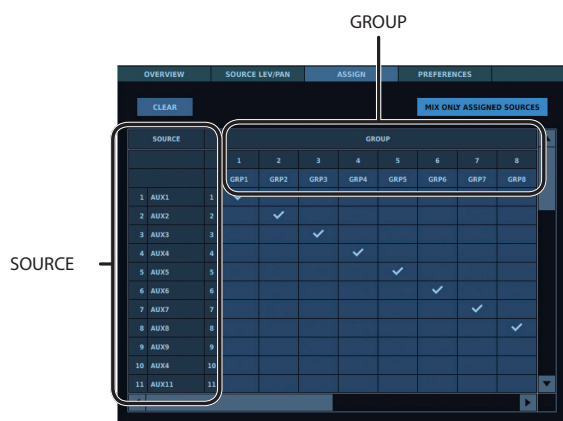 GROUP
OVERVIEW SOURCE LEV/PAN ASSIGN PREFERENCES
CLEAR MIX ONLY ASSIGNED SOURCES
SOURCE GROUP
1 2 3 4 5 6 7 8
GRP1 GRP2 GRP3 GRP4 GRP5 GRP6 GRP7 GRP8
1 AUX1 1
2 AUX2 2
3 AUX3 3
4 AUX4 4
SOURCE
5 AUX5 5
6 AUX6 6
7 AUX7 7
8 AUX8 8
9 AUX9 9
10 AUX4 10
11 AUX11 11